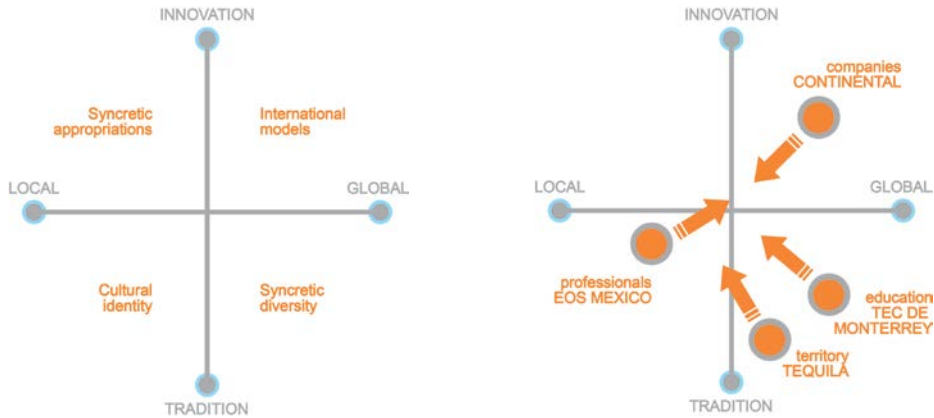 INNOVATION
Syncretic
appropriations
International
models
LOCAL
GLOBAL
Cultural
identity
Syncretic
diversity
TRADITION
INNOVATION
companies
CONTINENTAL
LOCAL
GLOBAL
professionals
EOS MEXICO
education
TEC DE
MONTERREY
territory
TEQUILA
TRADITION